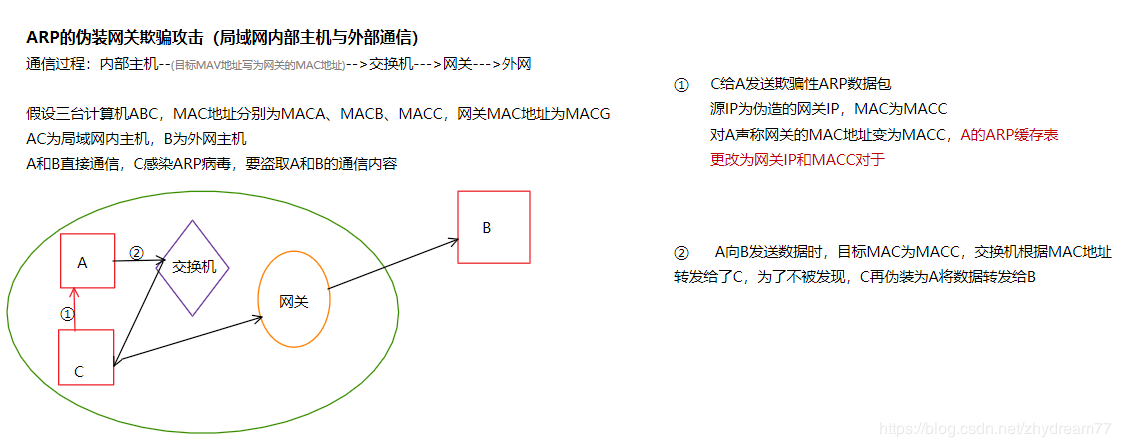 ARP的伪装网关欺骗攻击（局域网内部主机与外部通信）
通信过程：内部主机--(目标MAV地址写为网关的MAC地址)-->交换机--->网关--->外网
假设三台计算机ABC，MAC地址分别为MACA、MACB、MACC，网关MAC地址为MACG
AC为局域网内主机，B为外网主机
A和B直接通信，C感染ARP病毒，要盗取A和B的通信内容
① C给A发送欺骗性ARP数据包
源IP为伪造的网关IP，MAC为MACC
对A声称网关的MAC地址变为MACC，A的ARP缓存表
更改为网关IP和MACC对于
② A向B发送数据时，目标MAC为MACC，交换机根据MAC地址
转发给了C，为了不被发现，C再伪装为A将数据转发给B
A
②
交换机
B
①
网关
C
https://blog.csdn.net/zhydream77